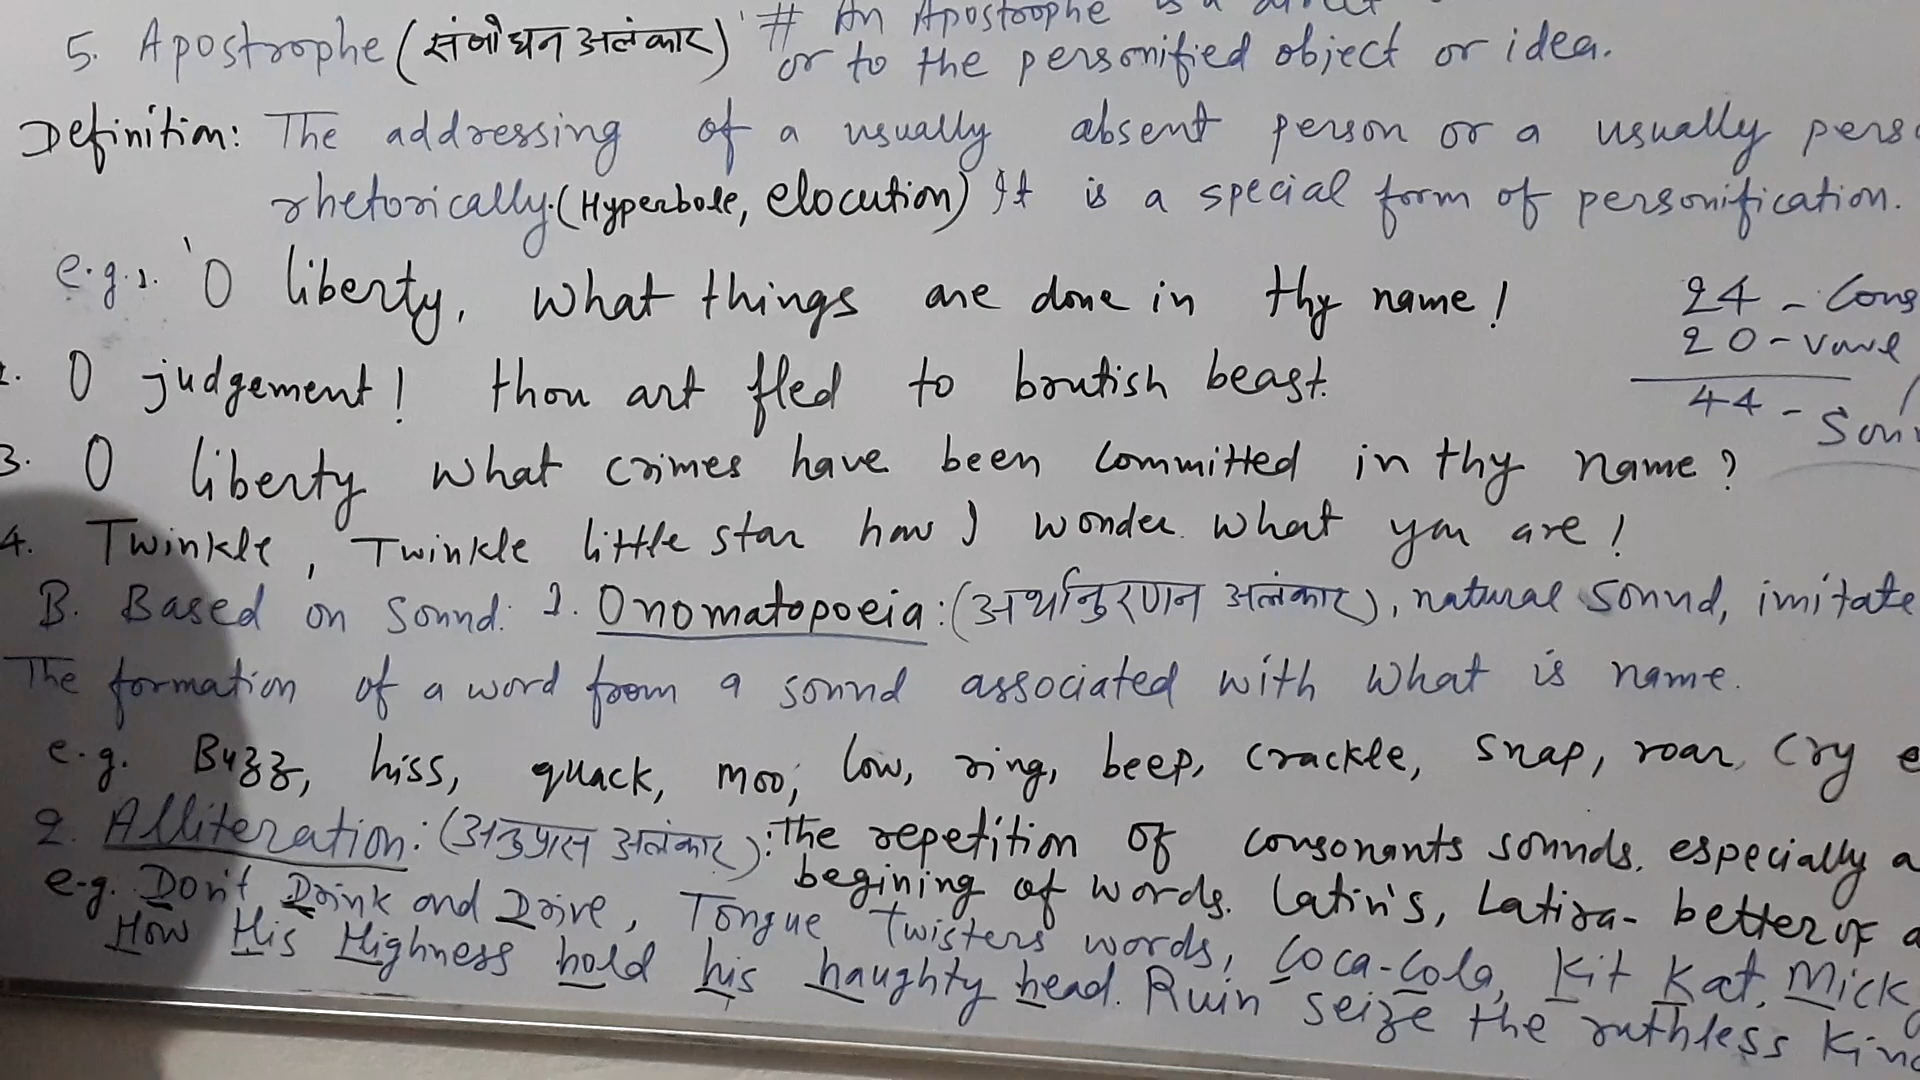 5. Apostrophe (संबोधन अलंकार) # An Apostrophe is a direct
or to the personified object or idea.
Definition: The addressing of a usually absent person or a usually pers
rhetorically. (Hyperbole, elocution) It is a special form of personification.
e.g. 1. 'O liberty, what things are done in thy name!
24 - Cons
20 - vowel
2. O judgement! thou art fled to brutish beast.
44 - Soun
3. O liberty what crimes have been committed in thy name?
4. Twinkle, Twinkle little star how I wonder what you are!
B. Based on Sound: 1. Onomatopoeia: (अर्थानुरणन अलंकार), natural sound, imitate
The formation of a word from a sound associated with what is name.
e.g. Buzz, hiss, quack, moo, low, ring, beep, crackle, snap, roar, cry e
2. Alliteration: (अनुप्रास अलंकार): The repetition of consonants sounds, especially a
begining of words. Latin's, Latira- better of a
e-g. Don't Drink and Drive, Tongue Twisters words, Coca-Cola, Kit Kat, Mick
How His Highness hold his haughty head. Ruin seize the ruthless King